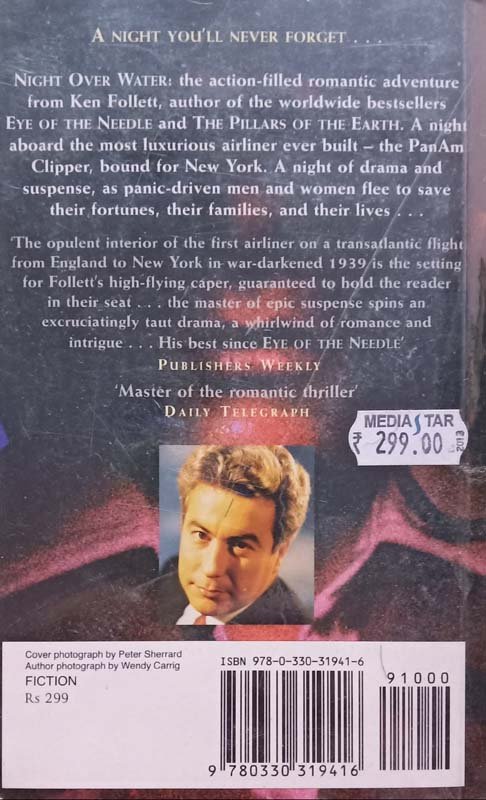 A NIGHT YOU'LL NEVER FORGET . . .
NIGHT OVER WATER: the action-filled romantic adventure
from Ken Follett, author of the worldwide bestsellers
EYE OF THE NEEDLE and THE PILLARS OF THE EARTH. A night
aboard the most luxurious airliner ever built – the PanAm
Clipper, bound for New York. A night of drama and
suspense, as panic-driven men and women flee to save
their fortunes, their families, and their lives . . .
'The opulent interior of the first airliner on a transatlantic flight
from England to New York in war-darkened 1939 is the setting
for Follett's high-flying caper, guaranteed to hold the reader
in their seat . . . the master of epic suspense spins an
excruciatingly taut drama, a whirlwind of romance and
intrigue . . . His best since EYE OF THE NEEDLE'
PUBLISHERS WEEKLY
'Master of the romantic thriller'
DAILY TELEGRAPH
MEDIA STAR
₹ 299.00
Cover photograph by Peter Sherrard
Author photograph by Wendy Carrig
FICTION
Rs 299
ISBN 978-0-330-31941-6
91000
9 780330 319416